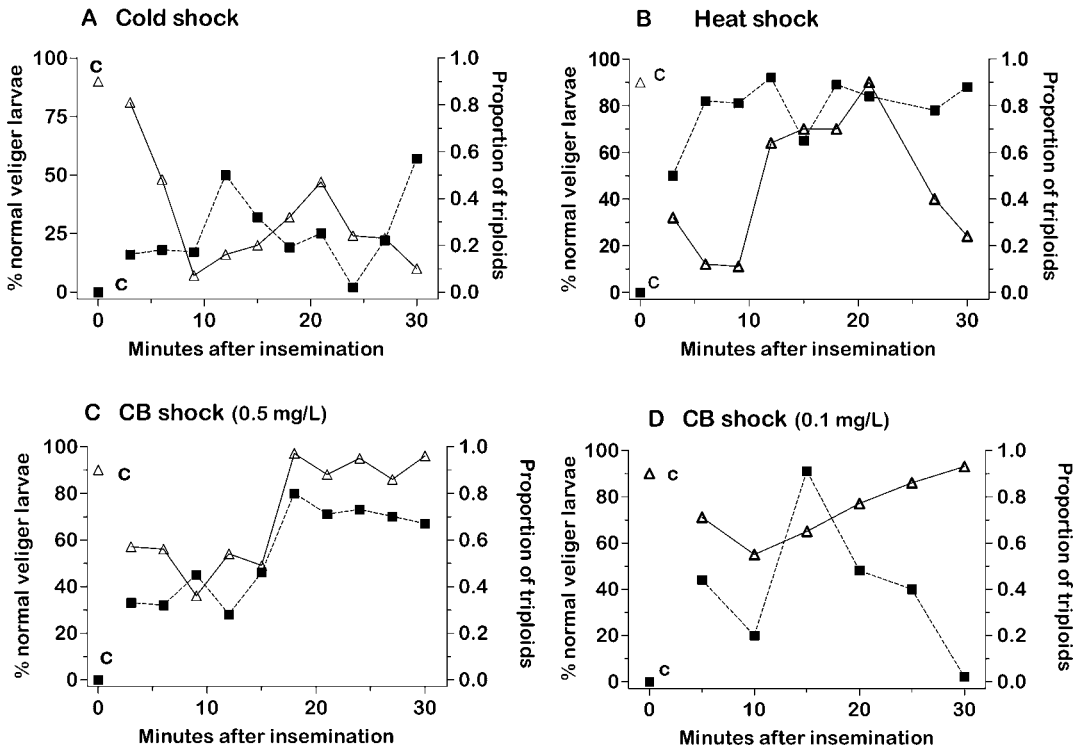 A Cold shock
% normal veliger larvae
100
75
50
25
0
C
C
1.0
0.8
0.6
0.4
0.2
0.0
Proportion of triploids
0 10 20 30
Minutes after insemination
B Heat shock
% normal veliger larvae
100
80
60
40
20
0
C
C
1.0
0.8
0.6
0.4
0.2
0.0
Proportion of triploids
0 10 20 30
Minutes after insemination
C CB shock (0.5 mg/L)
% normal veliger larvae
100
80
60
40
20
0
C
C
1.0
0.8
0.6
0.4
0.2
0.0
Proportion of triploids
0 10 20 30
Minutes after insemination
D CB shock (0.1 mg/L)
% normal veliger larvae
100
80
60
40
20
0
C
C
1.0
0.8
0.6
0.4
0.2
0.0
Proportion of triploids
0 10 20 30
Minutes after insemination